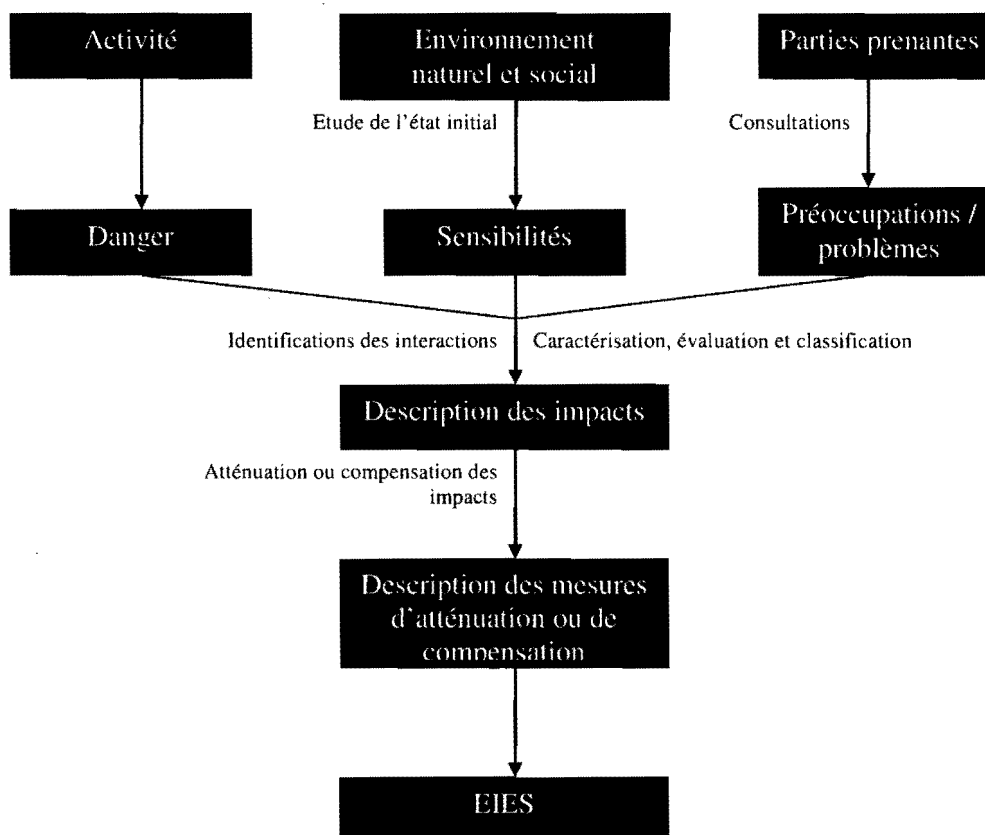 Activité
Environnement
naturel et social
Parties prenantes
Etude de l'état initial
Consultations
Danger
Sensibilités
Préoccupations /
problèmes
Identifications des interactions
Caractérisation, évaluation et classification
Description des impacts
Atténuation ou compensation des
impacts
Description des mesures
d'atténuation ou de
compensation
EIES